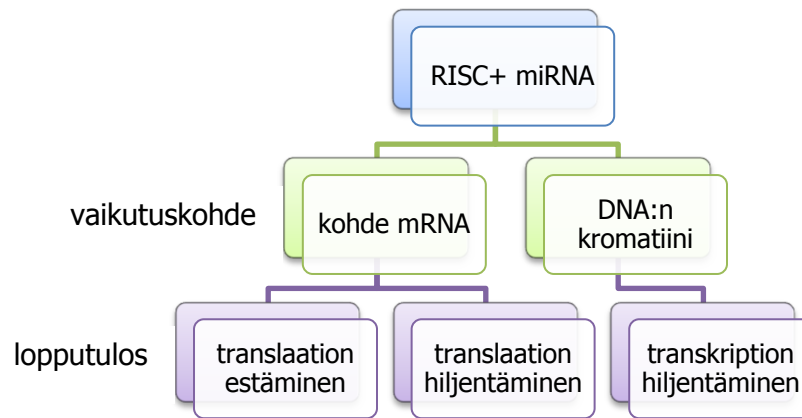 RISC+ miRNA
vaikutuskohde
kohde mRNA
DNA:n
kromatiini
lopputulos
translaation
estäminen
translaation
hiljentäminen
transkription
hiljentäminen